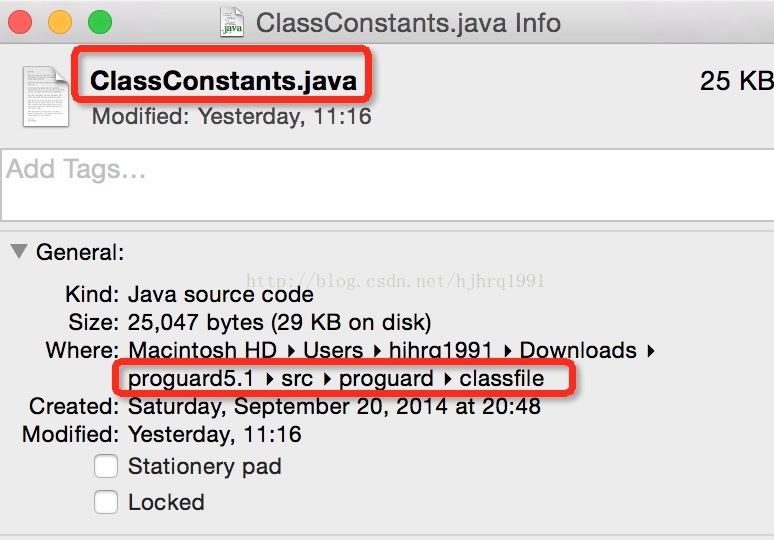 ClassConstants.java Info
ClassConstants.java 25 KB
Modified: Yesterday, 11:16
Add Tags...
General:
http://blog.csdn.net/hjhrq1991
Kind: Java source code
Size: 25,047 bytes (29 KB on disk)
Where: Macintosh HD ▸ Users ▸ hjhrq1991 ▸ Downloads ▸
proguard5.1 ▸ src ▸ proguard ▸ classfile
Created: Saturday, September 20, 2014 at 20:48
Modified: Yesterday, 11:16
Stationery pad
Locked